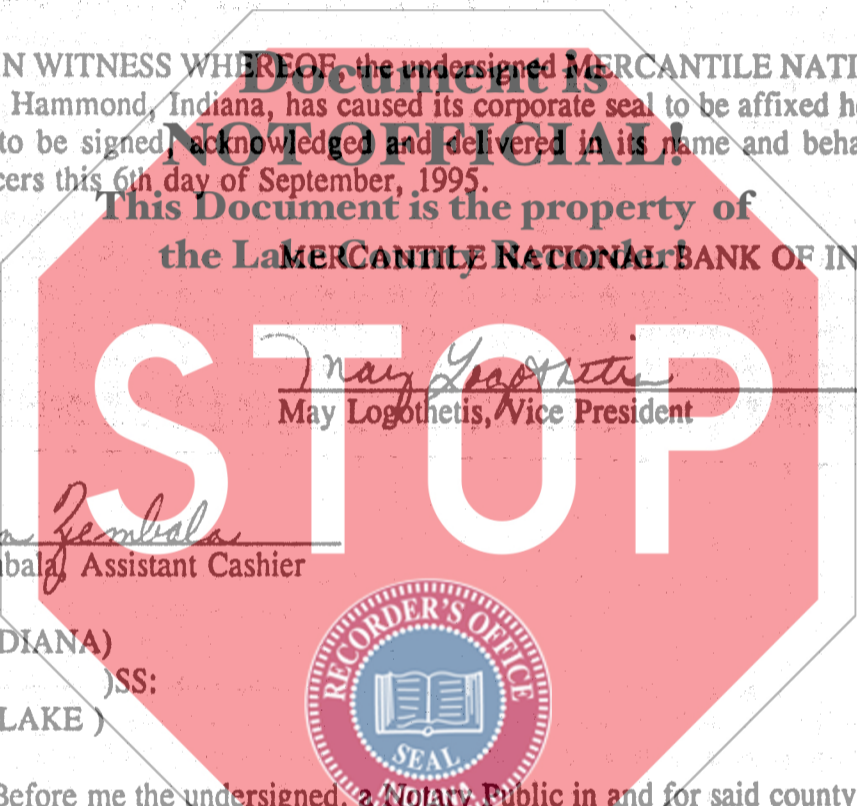 N WITNESS WHEREOF, the undersigned MERCANTILE NATI
Document is
Hammond, Indiana, has caused its corporate seal to be affixed h
to be signed, acknowledged and delivered in its name and beha
NOT OFFICIAL!
cers this 6th day of September, 1995.
This Document is the property of
the Lake County Recorder!
MERCANTILE NATIONAL BANK OF IN
STOP
May Logothetis
May Logothetis, Vice President
n Zembala
bala, Assistant Cashier
DIANA)
)SS:
LAKE )
RECORDER'S OFFICE
SEAL
INDIANA
Before me the undersigned, a Notary Public in and for said county